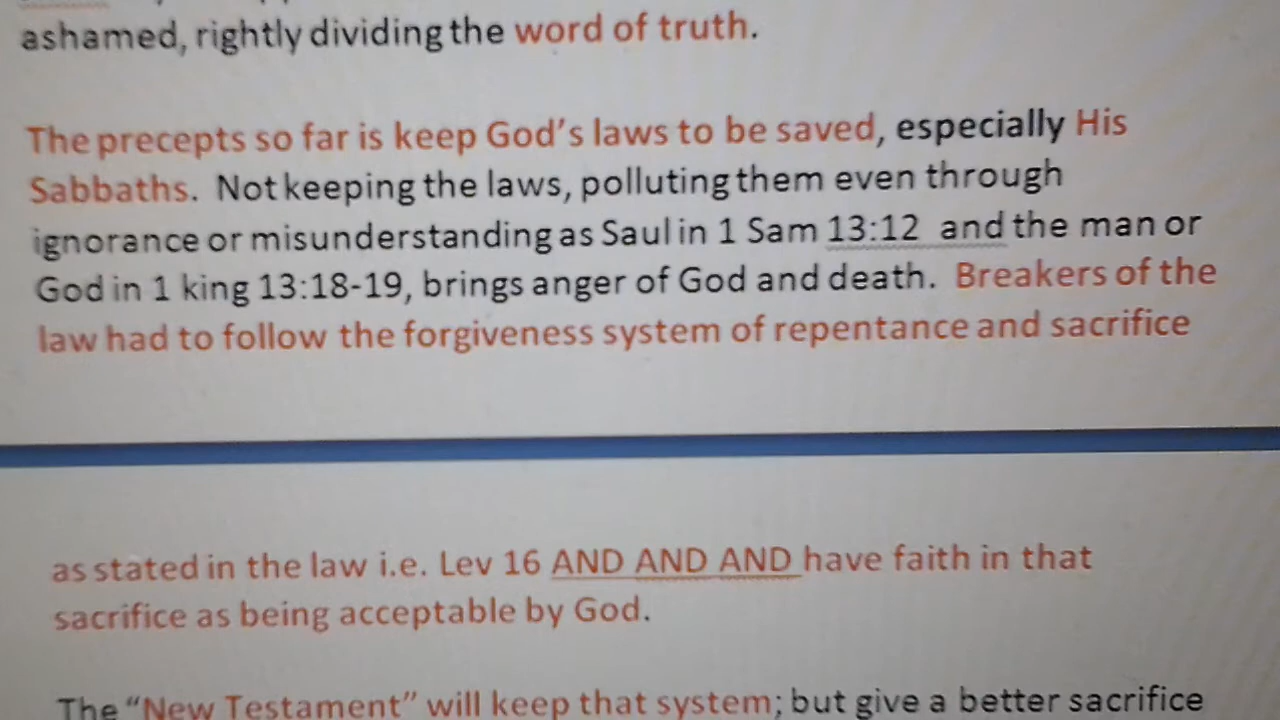 ashamed, rightly dividing the word of truth.
The precepts so far is keep God's laws to be saved, especially His
Sabbaths. Not keeping the laws, polluting them even through
ignorance or misunderstanding as Saul in 1 Sam 13:12 and the man or
God in 1 king 13:18-19, brings anger of God and death. Breakers of the
law had to follow the forgiveness system of repentance and sacrifice
as stated in the law i.e. Lev 16 AND AND AND have faith in that
sacrifice as being acceptable by God.
The “New Testament” will keep that system; but give a better sacrifice